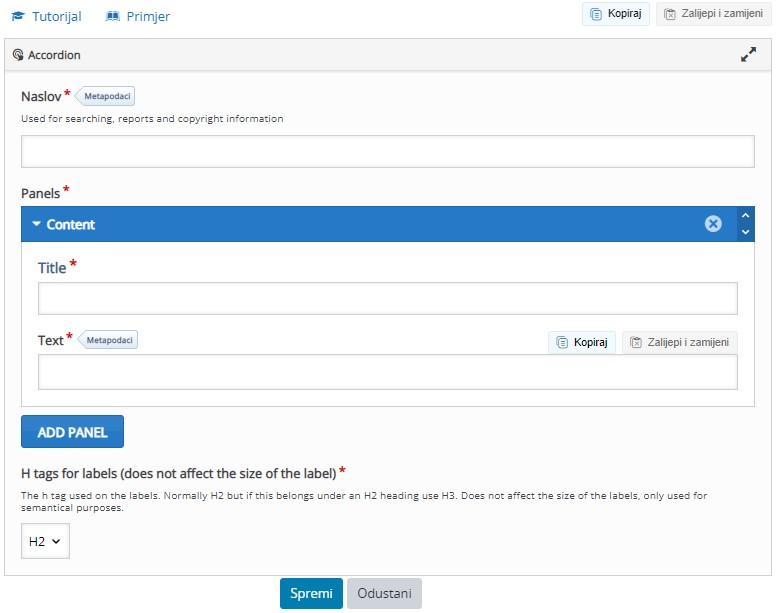 Tutorijal Primjer Kopiraj Zalijepi i zamijeni
Accordion
Naslov * Metapodaci
Used for searching, reports and copyright information
Panels *
Content
Title *
Text * Metapodaci Kopiraj Zalijepi i zamijeni
ADD PANEL
H tags for labels (does not affect the size of the label) *
The h tag used on the labels. Normally H2 but if this belongs under an H2 heading use H3. Does not affect the size of the labels, only used for
semantical purposes.
H2
Spremi Odustani